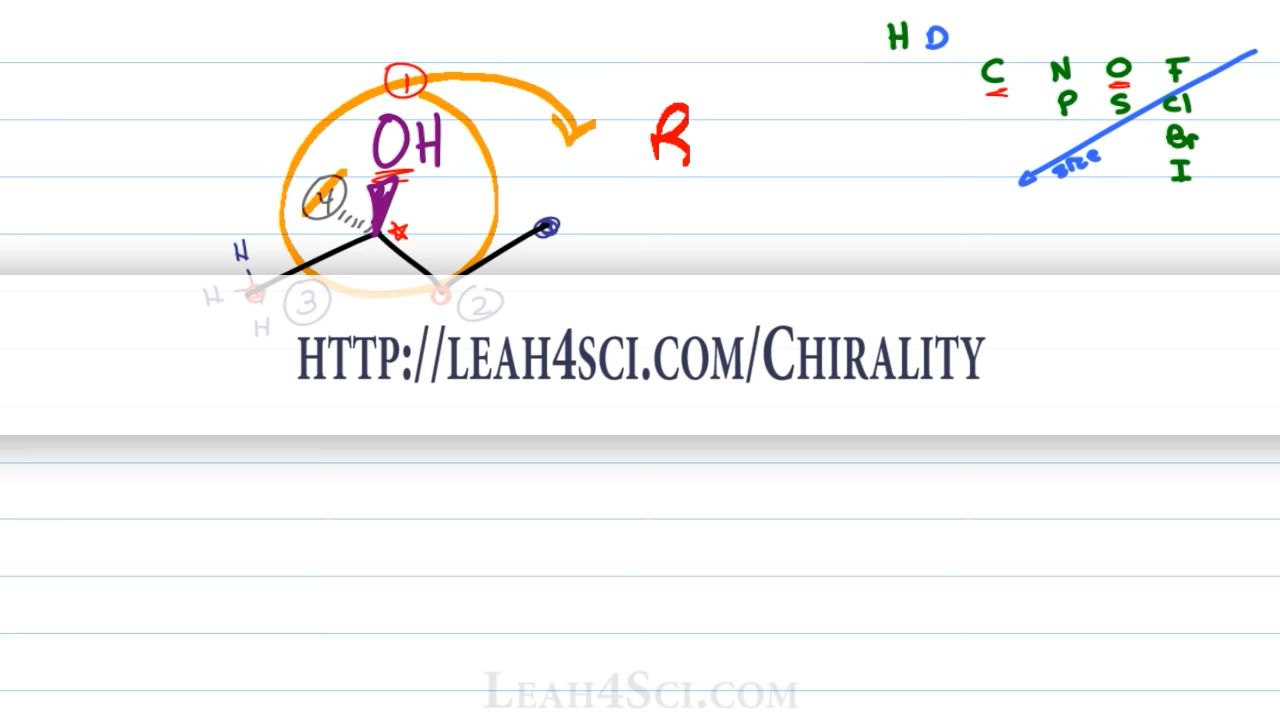 H D
C N O F
1
P S Cl
OH R
Br
size
I
4
H
H 3 2
H
HTTP://LEAH4SCI.COM/CHIRALITY
LEAH4SCI.COM